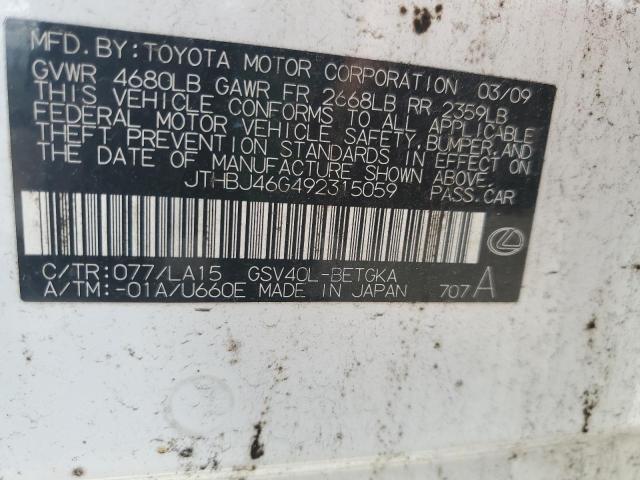 MFD. BY: TOYOTA MOTOR CORPORATION 03/09
GVWR 4680LB GAWR FR 2668LB RR 2359LB
THIS VEHICLE CONFORMS TO ALL APPLICABLE
FEDERAL MOTOR VEHICLE SAFETY, BUMPER, AND
THEFT PREVENTION STANDARDS IN EFFECT ON
THE DATE OF MANUFACTURE SHOWN ABOVE.
JTHBJ46G492315059 PASS. CAR
C/TR: 077/LA15 GSV40L-BETGKA
A/TM: -01A/U660E MADE IN JAPAN 707 A